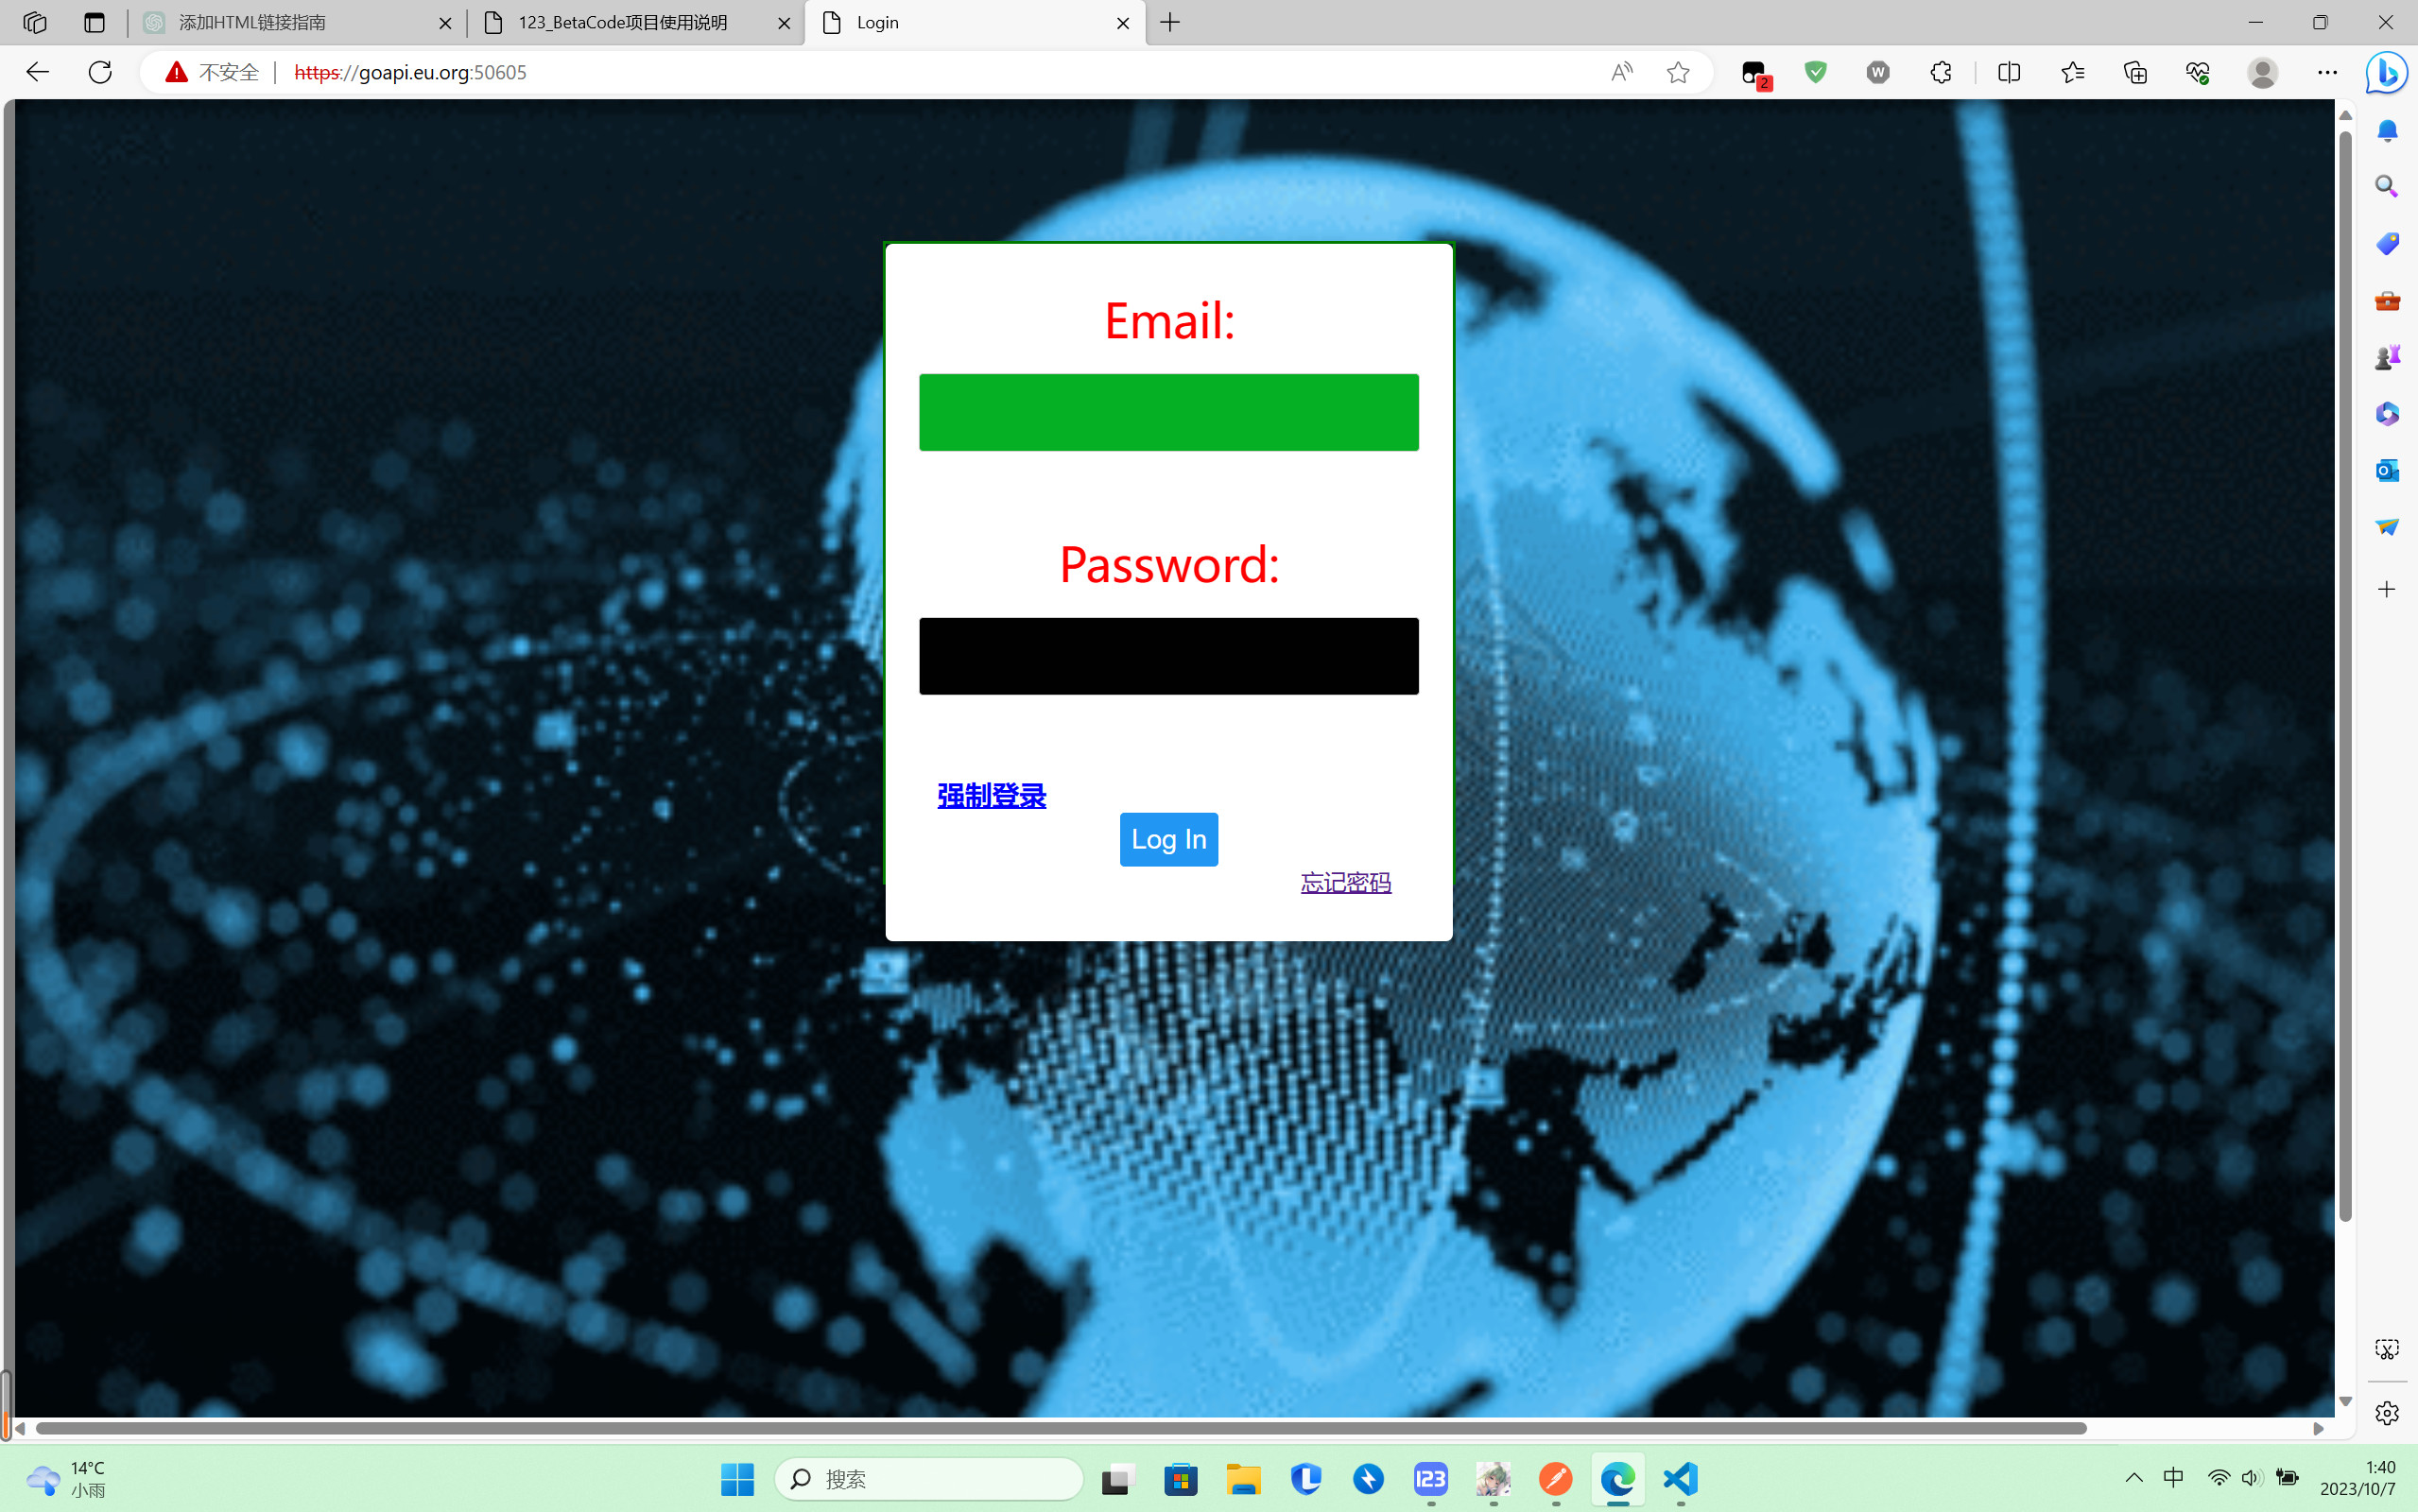 添加HTML链接指南
123_BetaCode项目使用说明
Login
不安全 https://goapi.eu.org:50605
2
W
Email:
Password:
强制登录
Log In
忘记密码
14°C
小雨
搜索
123
中
1:40
2023/10/7